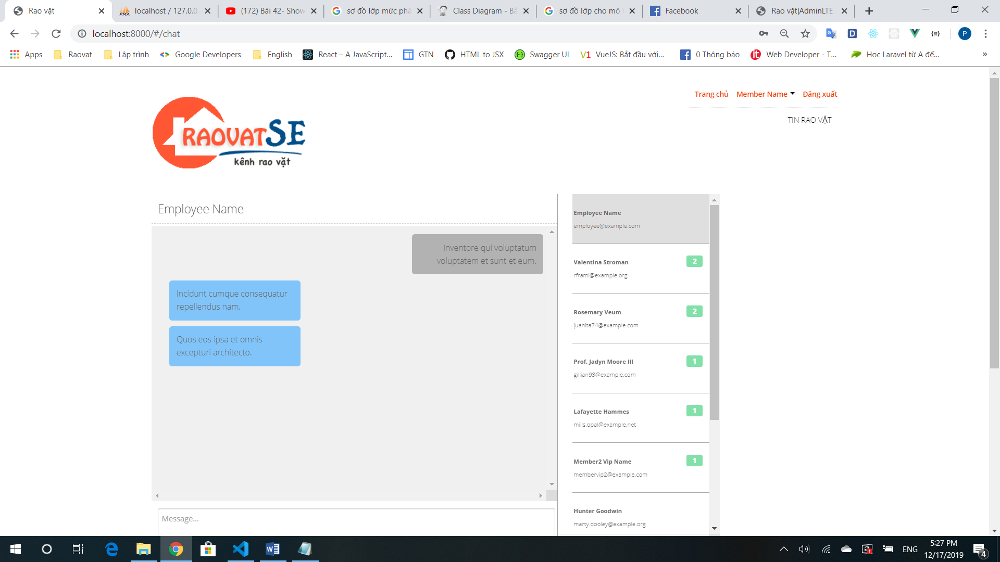 Rao vặt
localhost / 127.0.0.
(172) Bài 42- Show
sơ đồ lớp mức phâ
Class Diagram - Bả
sơ đồ lớp cho mô h
Facebook
Rao vặt|AdminLTE
localhost:8000/#/chat
P
Apps
Raovat
Lập trình
Google Developers
English
React – A JavaScript...
GTN
HTML to JSX
Swagger UI
VueJS: Bắt đầu với...
0 Thông báo
Web Developer - T...
Học Laravel từ A đế...
»
Trang chủ
Member Name
Đăng xuất
TIN RAO VẶT
RAOVATSE
kênh rao vặt
Employee Name
Inventore qui voluptatum
voluptatem et sunt et eum.
Incidunt cumque consequatur
repellendus nam.
Quos eos ipsa et omnis
excepturi architecto.
Message...
Employee Name
employee@example.com
Valentina Stroman 2
rframi@example.org
Rosemary Veum 2
juanita74@example.com
Prof. Jadyn Moore III 1
gillian93@example.com
Lafayette Hammes 1
mills.opal@example.net
Member2 Vip Name 1
membervip2@example.com
Hunter Goodwin
marty.dooley@example.org
ENG
5:27 PM
12/17/2019
4